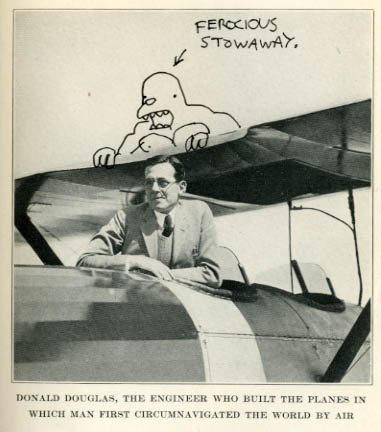 FEROCIOUS
STOWAWAY.
DONALD DOUGLAS, THE ENGINEER WHO BUILT THE PLANES IN
WHICH MAN FIRST CIRCUMNAVIGATED THE WORLD BY AIR